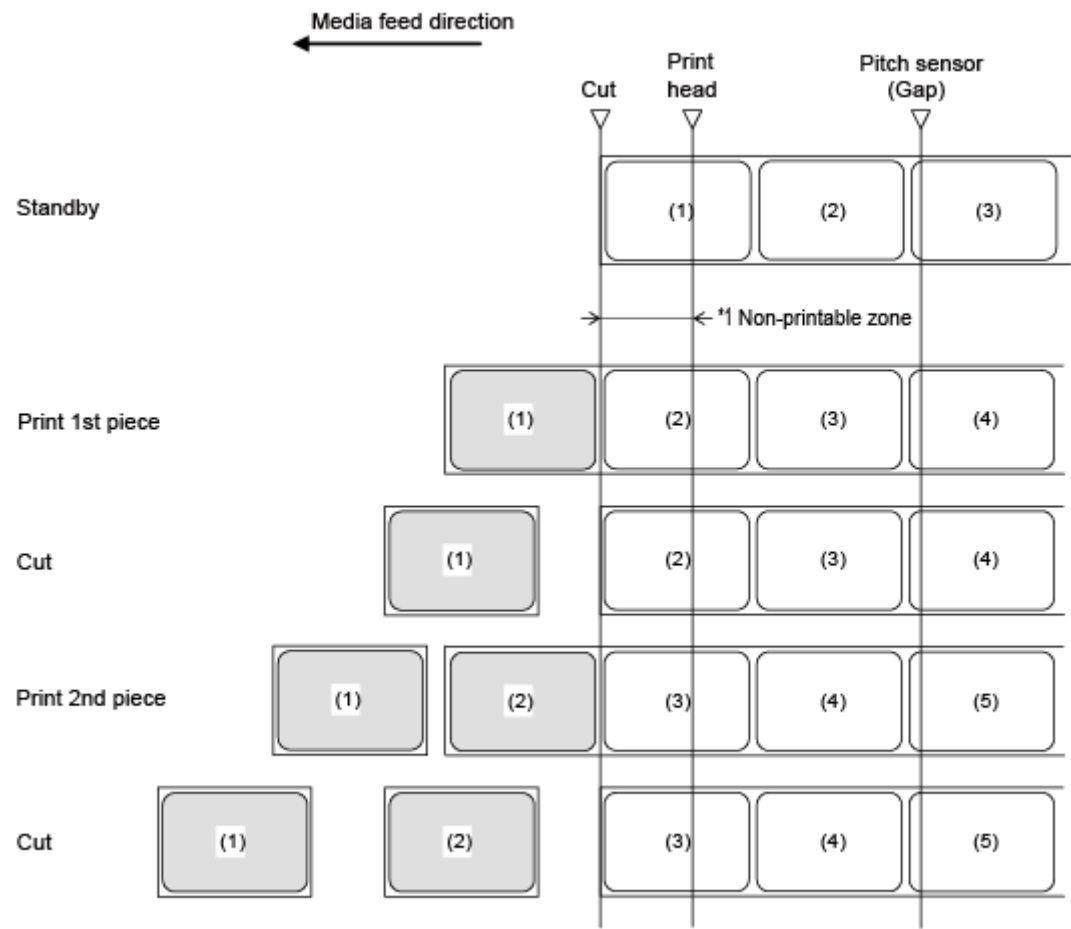 Media feed direction
Cut
Print
head
Pitch sensor
(Gap)
Standby
(1)
(2)
(3)
*1 Non-printable zone
Print 1st piece
(1)
(2)
(3)
(4)
Cut
(1)
(2)
(3)
(4)
Print 2nd piece
(1)
(2)
(3)
(4)
(5)
Cut
(1)
(2)
(3)
(4)
(5)